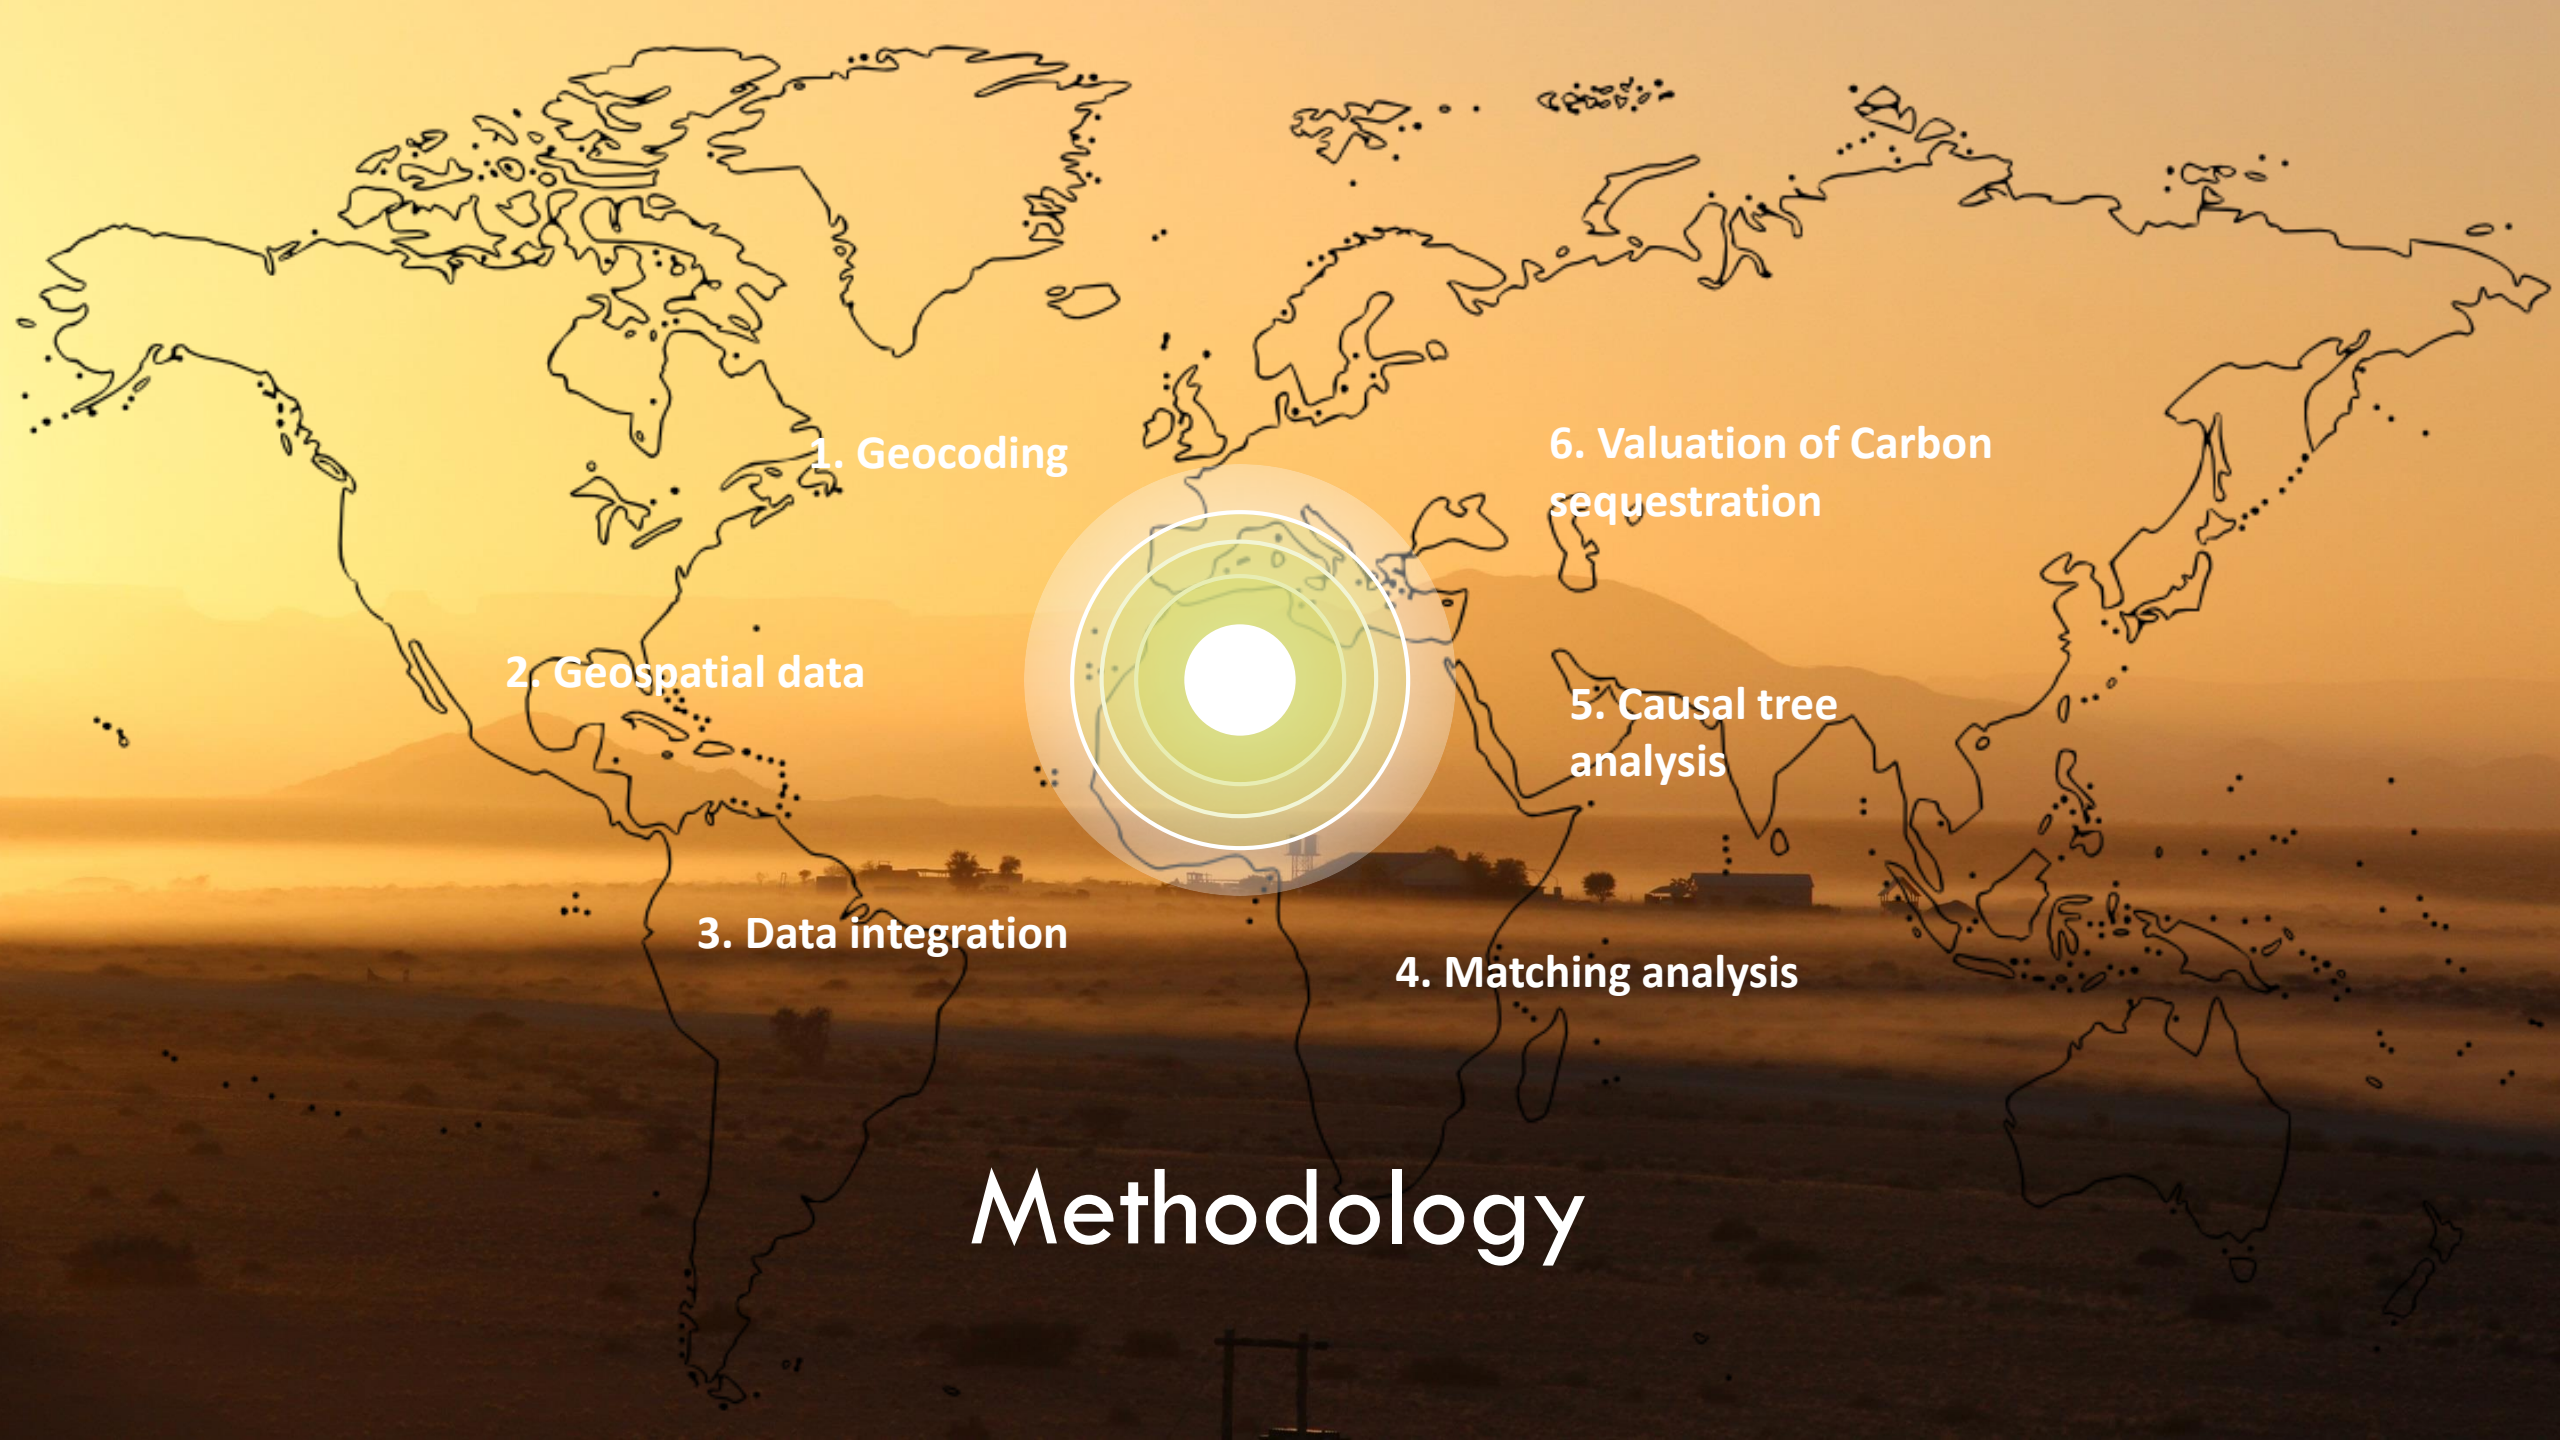 1. Geocoding
2. Geospatial data
3. Data integration
4. Matching analysis
5. Causal tree
analysis
6. Valuation of Carbon
sequestration
Methodology